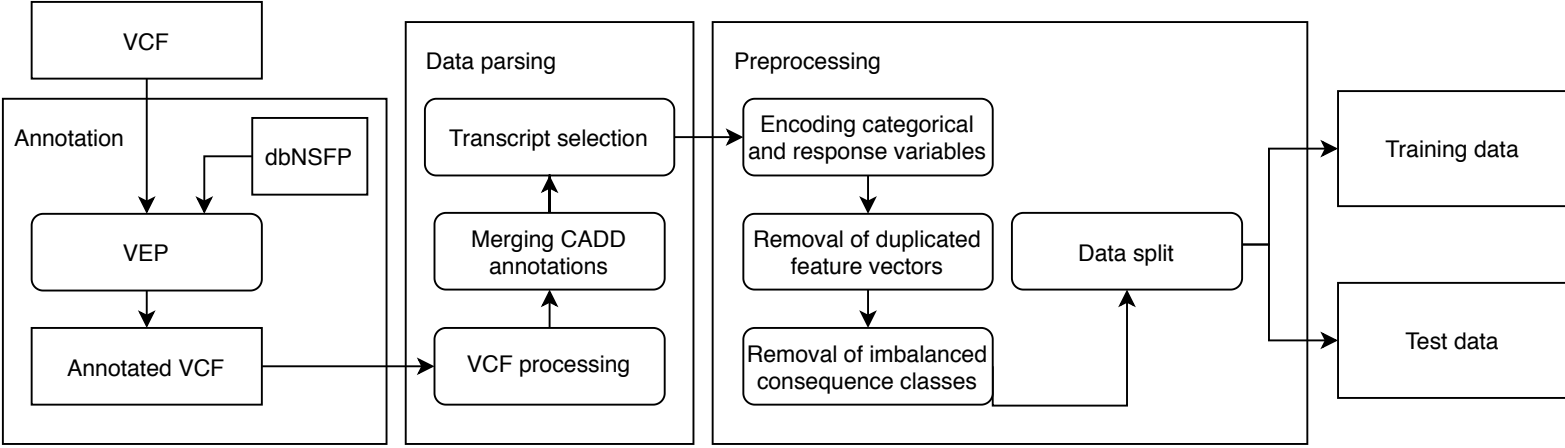 VCF
Annotation
dbNSFP
VEP
Annotated VCF
Data parsing
Transcript selection
Merging CADD
annotations
VCF processing
Preprocessing
Encoding categorical
and response variables
Removal of duplicated
feature vectors
Removal of imbalanced
consequence classes
Data split
Training data
Test data